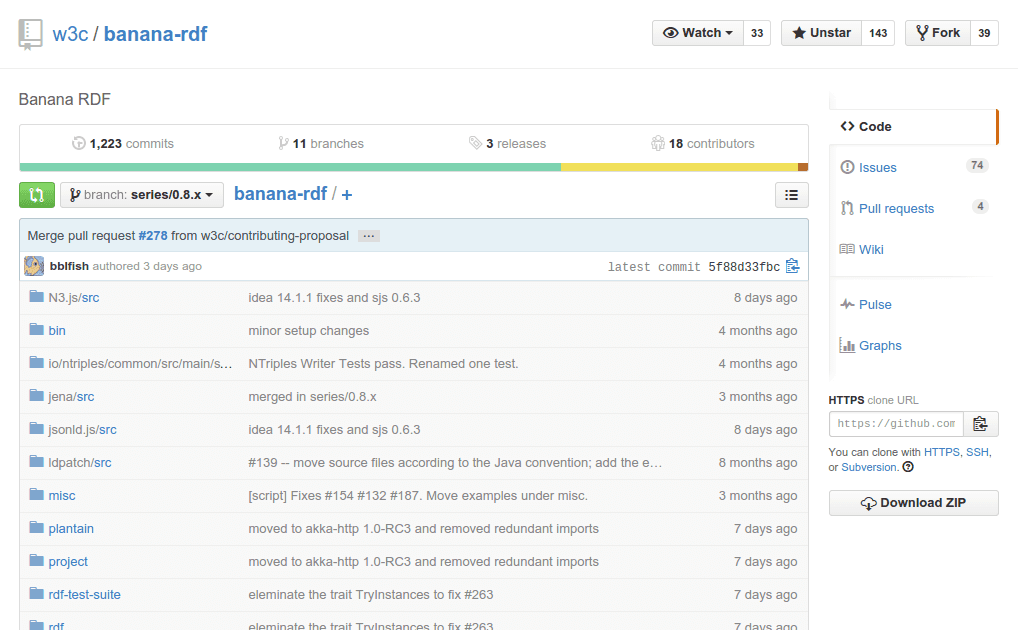 w3c / banana-rdf
Watch 33
Unstar 143
Fork 39
Banana RDF
1,223 commits
11 branches
3 releases
18 contributors
branch: series/0.8.x
banana-rdf / +
Merge pull request #278 from w3c/contributing-proposal ...
bblfish authored 3 days ago
latest commit 5f88d33fbc
N3.js/src idea 14.1.1 fixes and sjs 0.6.3 8 days ago
bin minor setup changes 4 months ago
io/ntriples/common/src/main/s... NTriples Writer Tests pass. Renamed one test. 4 months ago
jena/src merged in series/0.8.x 3 months ago
jsonld.js/src idea 14.1.1 fixes and sjs 0.6.3 8 days ago
ldpatch/src #139 -- move source files according to the Java convention; add the e... 8 months ago
misc [script] Fixes #154 #132 #187. Move examples under misc. 3 months ago
plantain moved to akka-http 1.0-RC3 and removed redundant imports 7 days ago
project moved to akka-http 1.0-RC3 and removed redundant imports 7 days ago
rdf-test-suite eleminate the trait TryInstances to fix #263 7 days ago
rdf eleminate the trait TryInstances to fix #263 7 days ago
Code
Issues 74
Pull requests 4
Wiki
Pulse
Graphs
HTTPS clone URL
https://github.com
You can clone with HTTPS, SSH,
or Subversion.
Download ZIP